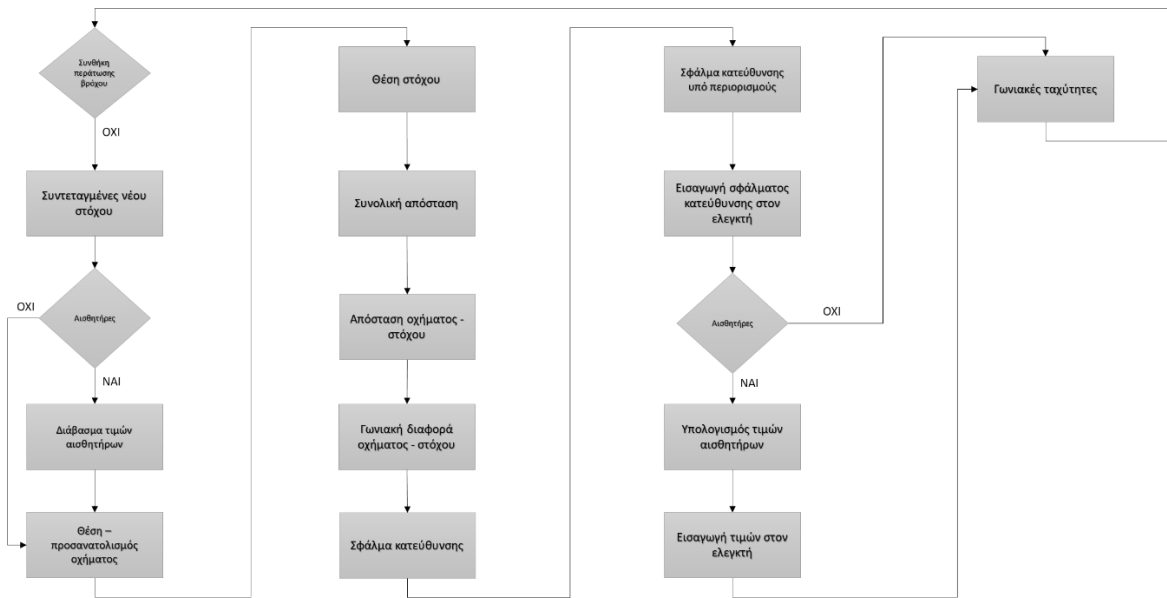 Συνθήκη
περάτωσης
βρόχου
ΟΧΙ
Συντεταγμένες νέου
στόχου
Αισθητήρες
ΟΧΙ
ΝΑΙ
Διάβασμα τιμών
αισθητήρων
Θέση –
προσανατολισμός
οχήματος
Θέση στόχου
Συνολική απόσταση
Απόσταση οχήματος -
στόχου
Γωνιακή διαφορά
οχήματος - στόχου
Σφάλμα κατεύθυνσης
Σφάλμα κατεύθυνσης
υπό περιορισμούς
Εισαγωγή σφάλματος
κατεύθυνσης στον
ελεγκτή
Αισθητήρες
ΟΧΙ
ΝΑΙ
Υπολογισμός τιμών
αισθητήρων
Εισαγωγή τιμών στον
ελεγκτή
Γωνιακές ταχύτητες